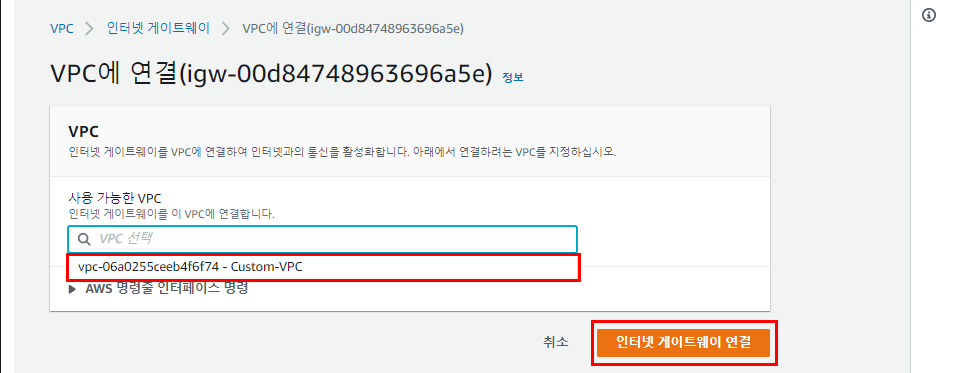 VPC > 인터넷 게이트웨이 > VPC에 연결(igw-00d84748963696a5e)
VPC에 연결(igw-00d84748963696a5e) 정보
VPC
인터넷 게이트웨이를 VPC에 연결하여 인터넷과의 통신을 활성화합니다. 아래에서 연결하려는 VPC를 지정하십시오.
사용 가능한 VPC
인터넷 게이트웨이를 이 VPC에 연결합니다.
VPC 선택
vpc-06a0255ceeb4f6f74 - Custom-VPC
AWS 명령줄 인터페이스 명령
취소 인터넷 게이트웨이 연결